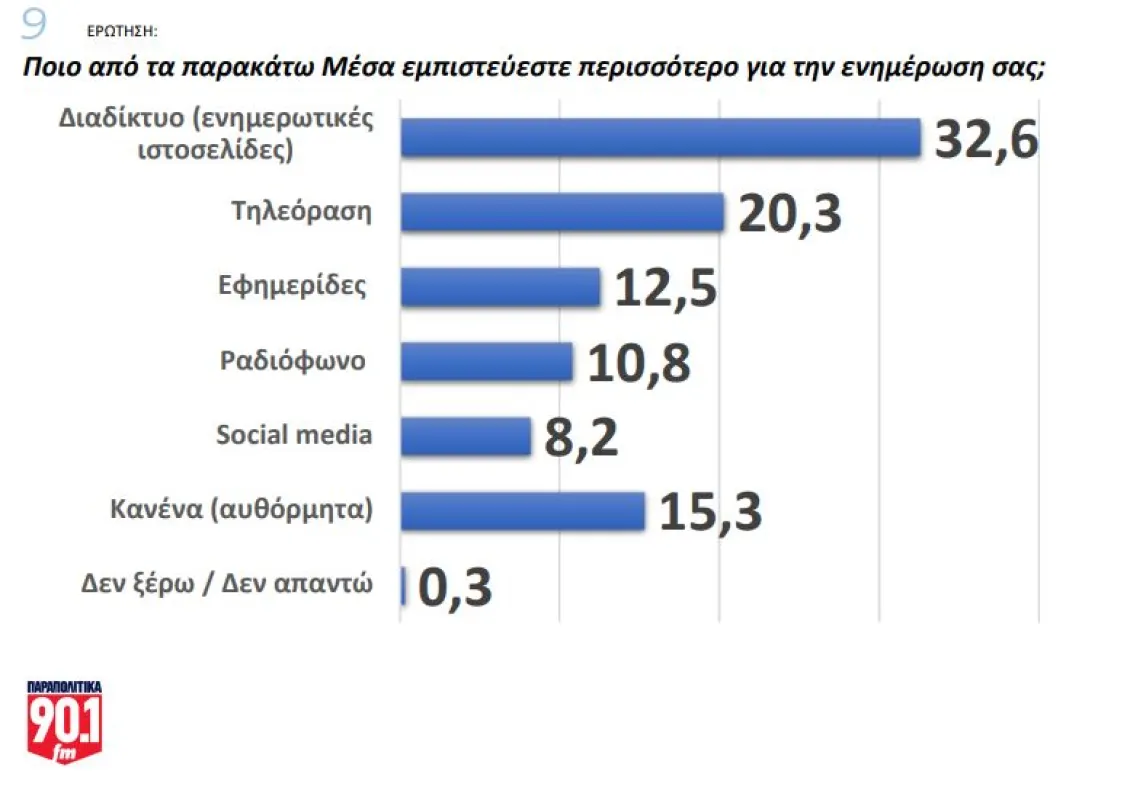 9
ΕΡΩΤΗΣΗ:
Ποιο από τα παρακάτω Μέσα εμπιστεύεστε περισσότερο για την ενημέρωση σας;
Διαδίκτυο (ενημερωτικές
ιστοσελίδες)
32,6
Τηλεόραση
20,3
Εφημερίδες
12,5
Ραδιόφωνο
10,8
Social media
8,2
Κανένα (αυθόρμητα)
15,3
Δεν ξέρω / Δεν απαντώ
0,3
ΠΑΡΑΠΟΛΙΤΙΚΑ
90.1
fm